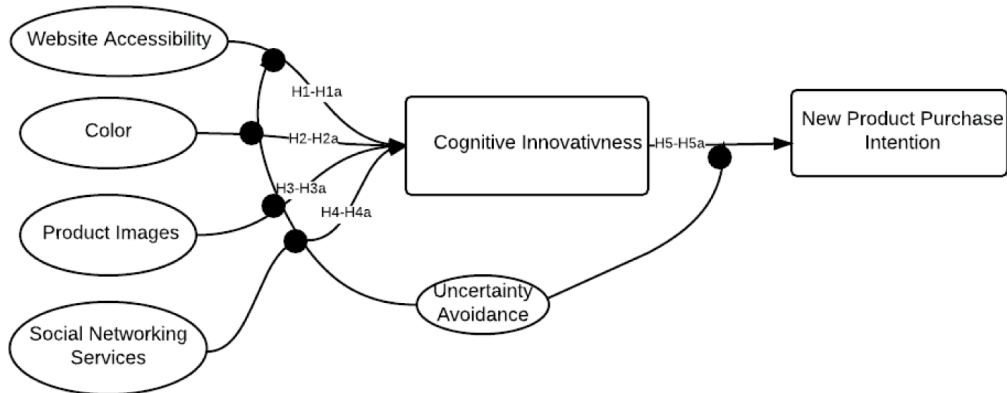 Website Accessibility
H1-H1a
Color
H2-H2a
Cognitive Innovativness
H5-H5a
New Product Purchase
Intention
H3-H3a
H4-H4a
Product Images
Uncertainty
Avoidance
Social Networking
Services